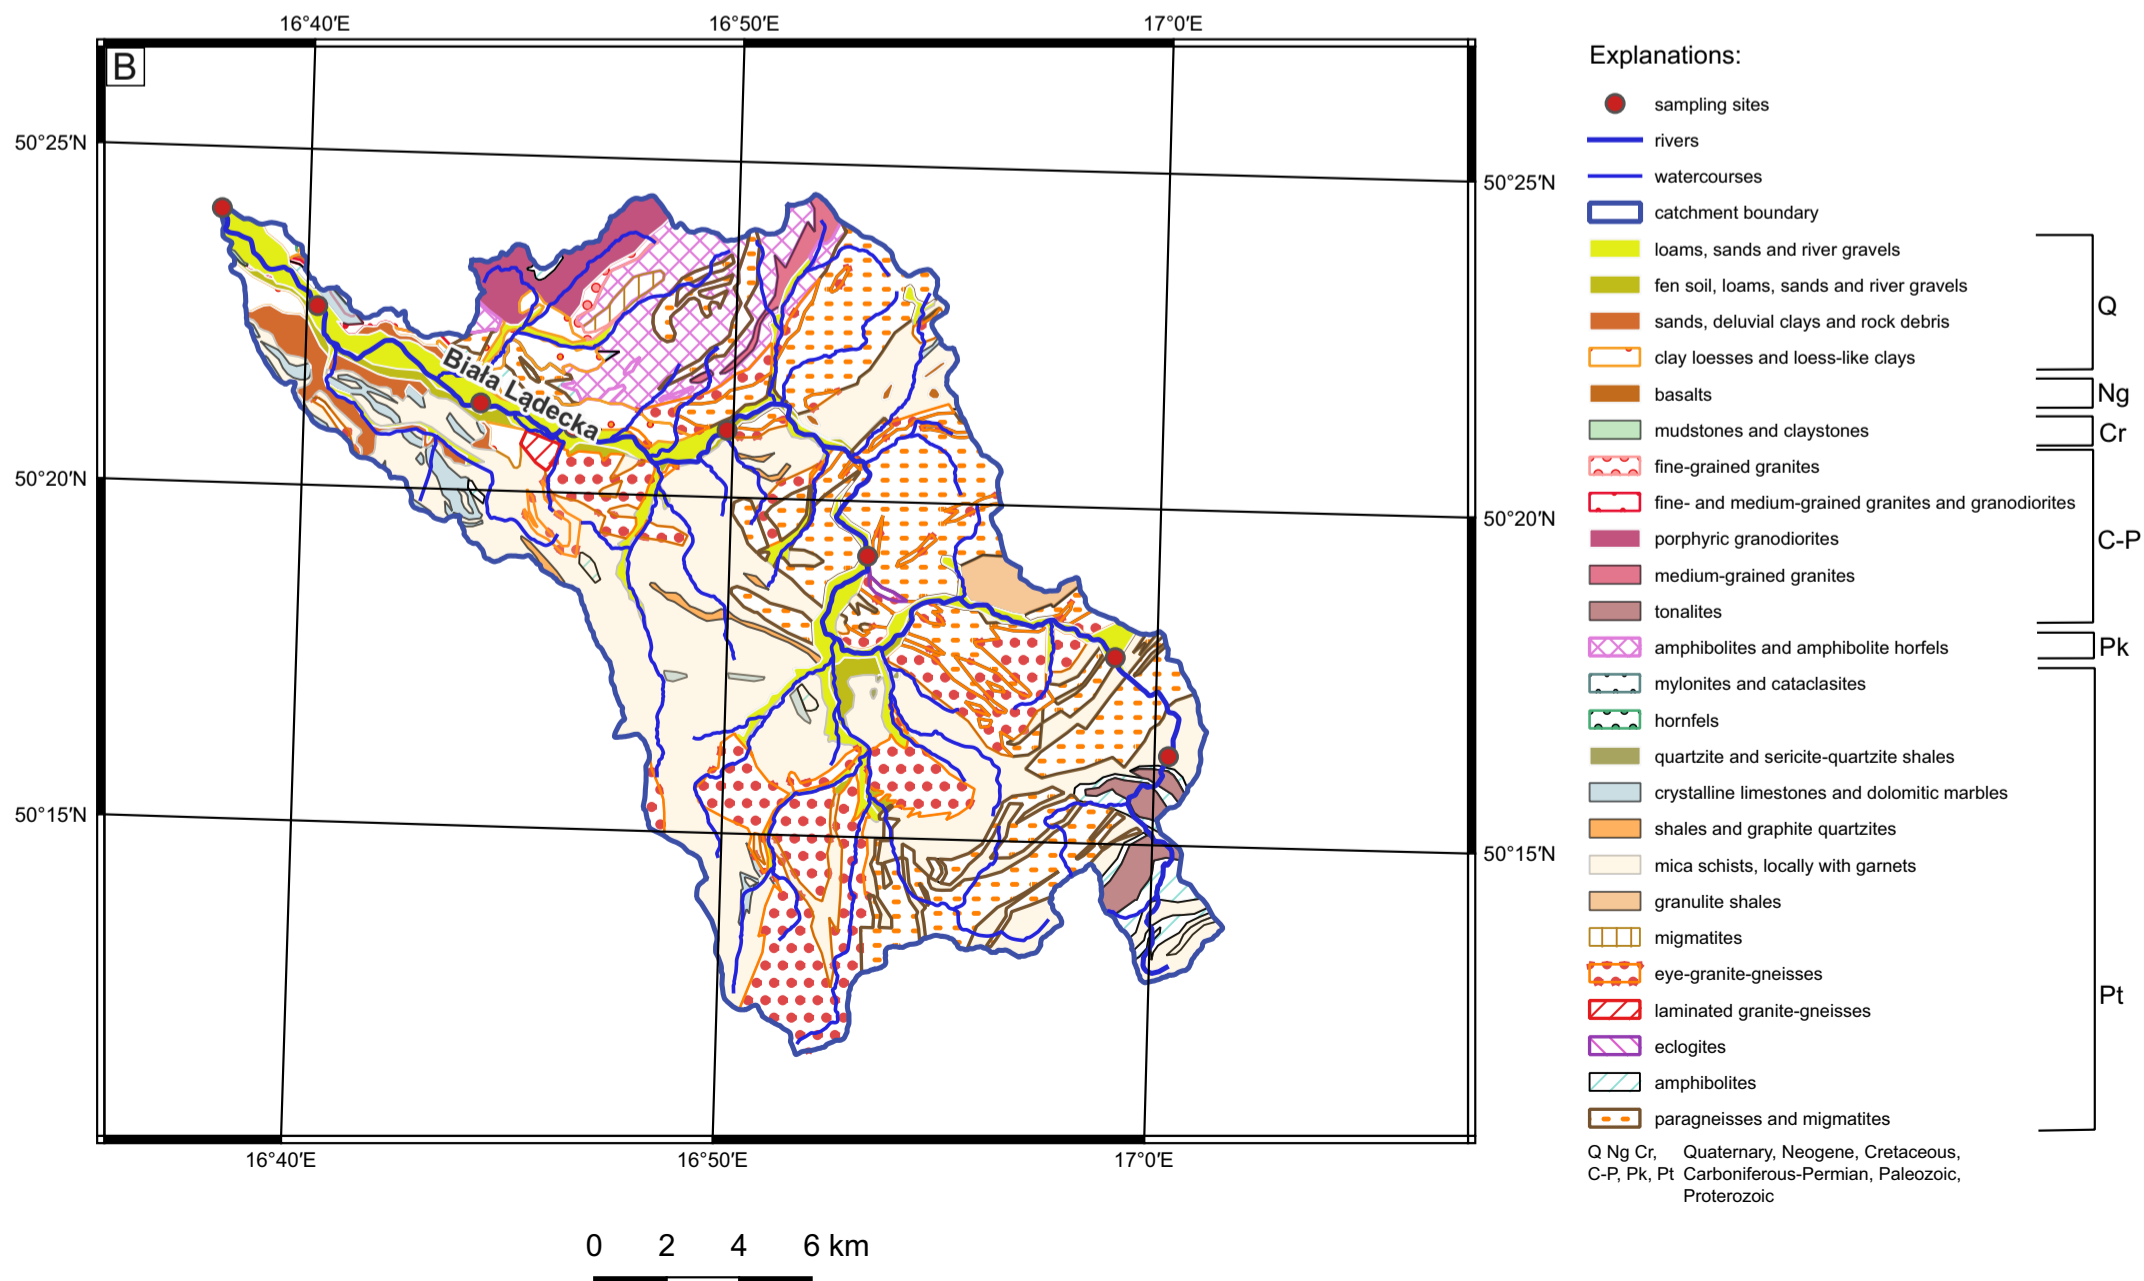 16°40′E 16°50′E 17°0′E
B
50°25′N
50°25′N
Biała Lądecka
50°20′N
50°20′N
50°15′N
50°15′N
16°40′E 16°50′E 17°0′E
0 2 4 6 km
Explanations:
sampling sites
rivers
watercourses
catchment boundary
loams, sands and river gravels
fen soil, loams, sands and river gravels
sands, deluvial clays and rock debris
clay loesses and loess-like clays
Q
basalts
Ng
mudstones and claystones
Cr
fine-grained granites
fine- and medium-grained granites and granodiorites
porphyric granodiorites
medium-grained granites
tonalites
C-P
amphibolites and amphibolite horfels
Pk
mylonites and cataclasites
hornfels
quartzite and sericite-quartzite shales
crystalline limestones and dolomitic marbles
shales and graphite quartzites
mica schists, locally with garnets
granulite shales
migmatites
eye-granite-gneisses
laminated granite-gneisses
eclogites
amphibolites
paragneisses and migmatites
Pt
Q Ng Cr, Quaternary, Neogene, Cretaceous,
C-P, Pk, Pt Carboniferous-Permian, Paleozoic,
Proterozoic